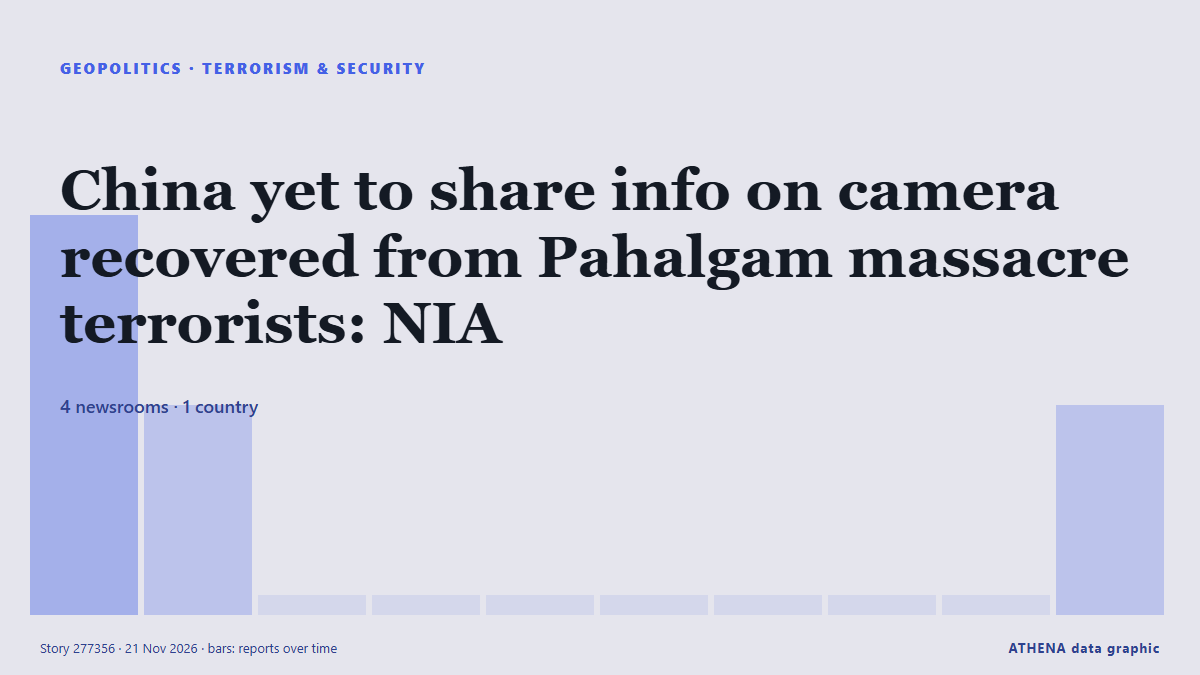 GEOPOLITICS · TERRORISM & SECURITY
China yet to share info on camera
recovered from Pahalgam massacre
terrorists: NIA
4 newsrooms · 1 country
Story 277356 · 21 Nov 2026 · bars: reports over time
ATHENA data graphic